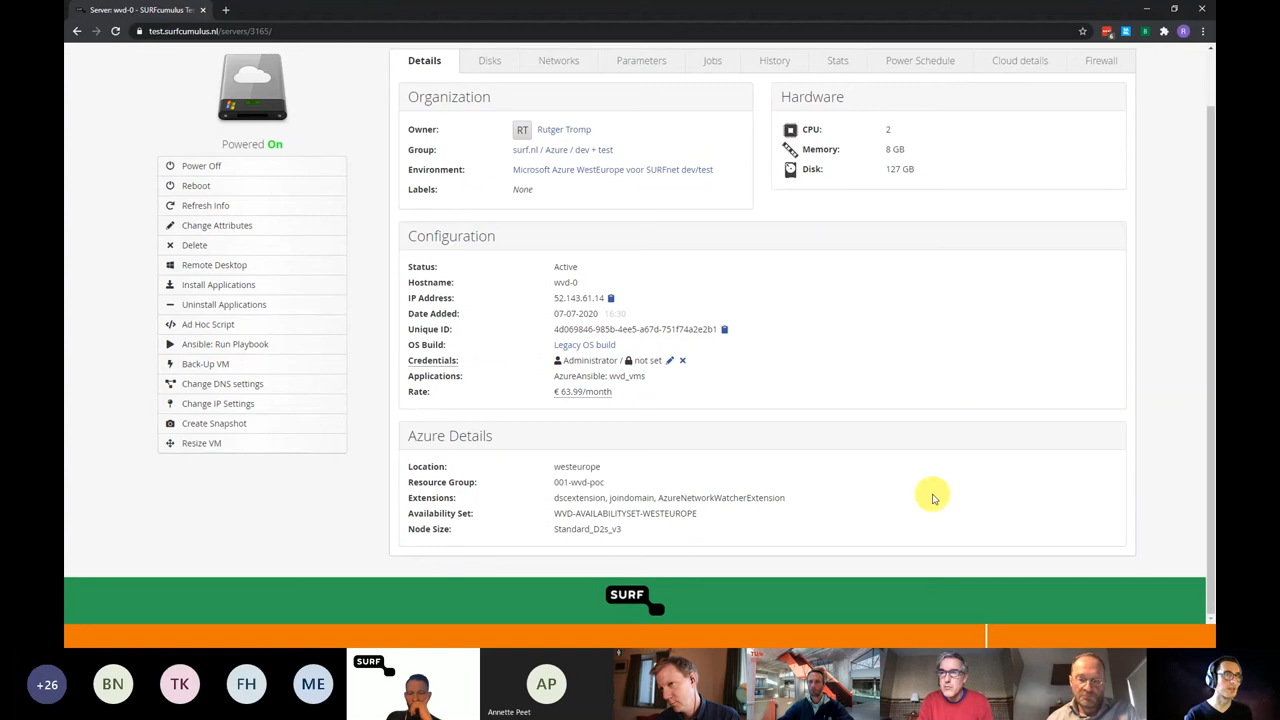 Server: wvd-0 - SURFcumulus Te
test.surfcumulus.nl/servers/3165/
R
Details
Disks
Networks
Parameters
Jobs
History
Stats
Power Schedule
Cloud details
Firewall
Powered On
Power Off
Reboot
Refresh Info
Change Attributes
Delete
Remote Desktop
Install Applications
Uninstall Applications
Ad Hoc Script
Ansible: Run Playbook
Back-Up VM
Change DNS settings
Change IP Settings
Create Snapshot
Resize VM
Organization
Owner: RT Rutger Tromp
Group: surf.nl / Azure / dev + test
Environment: Microsoft Azure WestEurope voor SURFnet dev/test
Labels: None
Hardware
CPU: 2
Memory: 8 GB
Disk: 127 GB
Configuration
Status: Active
Hostname: wvd-0
IP Address: 52.143.61.14
Date Added: 07-07-2020 16:30
Unique ID: 4d069846-985b-4ee5-a67d-751f74a2e2b1
OS Build: Legacy OS build
Credentials: Administrator / not set
Applications: AzureAnsible: wvd_vms
Rate: € 63.99/month
Azure Details
Location: westeurope
Resource Group: 001-wvd-poc
Extensions: dscextension, joindomain, AzureNetworkWatcherExtension
Availability Set: WVD-AVAILABILITYSET-WESTEUROPE
Node Size: Standard_D2s_v3
SURF
+26
BN
TK
FH
ME
SURF
AP
Annette Peet